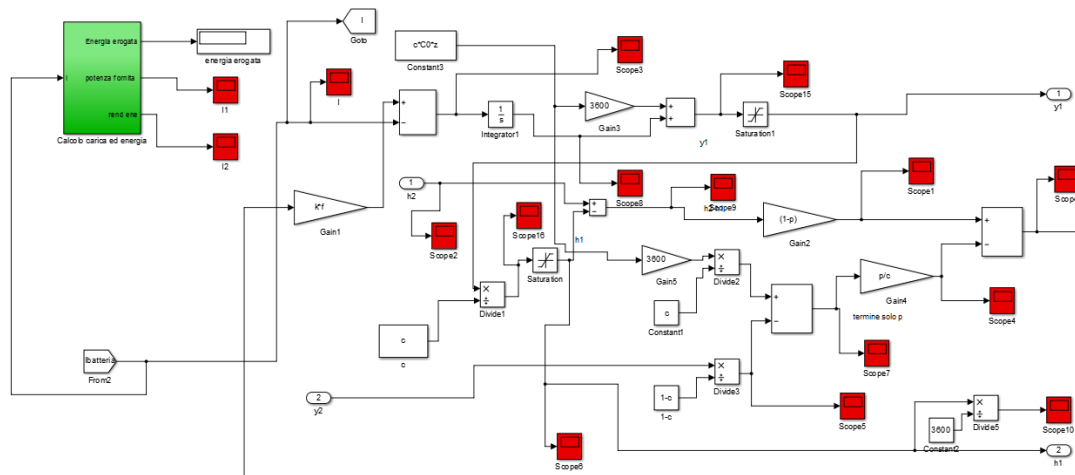 Energia erogata
potenza fornita
rend ene
I
Calcolo carica ed energia
energia erogata
I1
I2
I
Goto
I
c*C0*z
Constant3
+
−
1
s
Integrator1
Scope3
3600
Gain3
+
+
y1
Scope15
Saturation1
1
y1
k*f
Gain1
1
h2
Scope2
Scope16
Saturation
h1
×
÷
Divide1
c
c
+
−
Scope8
Scope9
(1-p)
Gain2
Scope1
+
−
3600
Gain5
×
÷
Divide2
c
Constant1
+
−
p/c
Gain4
termine solo p
Scope4
Scope7
Ibatteria
From2
2
y2
1-c
1-c
×
÷
Divide3
Scope5
Scope6
×
÷
Divide5
3600
Constant2
Scope10
2
h1